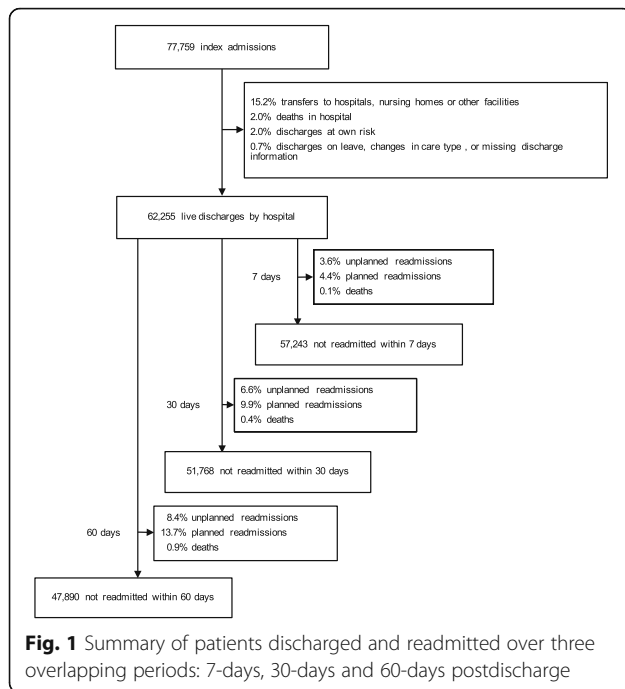 77,759 index admissions
15.2% transfers to hospitals, nursing homes or other facilities
2.0% deaths in hospital
2.0% discharges at own risk
0.7% discharges on leave, changes in care type , or missing discharge
information
62,255 live discharges by hospital
7 days
3.6% unplanned readmissions
4.4% planned readmissions
0.1% deaths
57,243 not readmitted within 7 days
30 days
6.6% unplanned readmissions
9.9% planned readmissions
0.4% deaths
51,768 not readmitted within 30 days
60 days
8.4% unplanned readmissions
13.7% planned readmissions
0.9% deaths
47,890 not readmitted within 60 days
Fig. 1 Summary of patients discharged and readmitted over three
overlapping periods: 7-days, 30-days and 60-days postdischarge